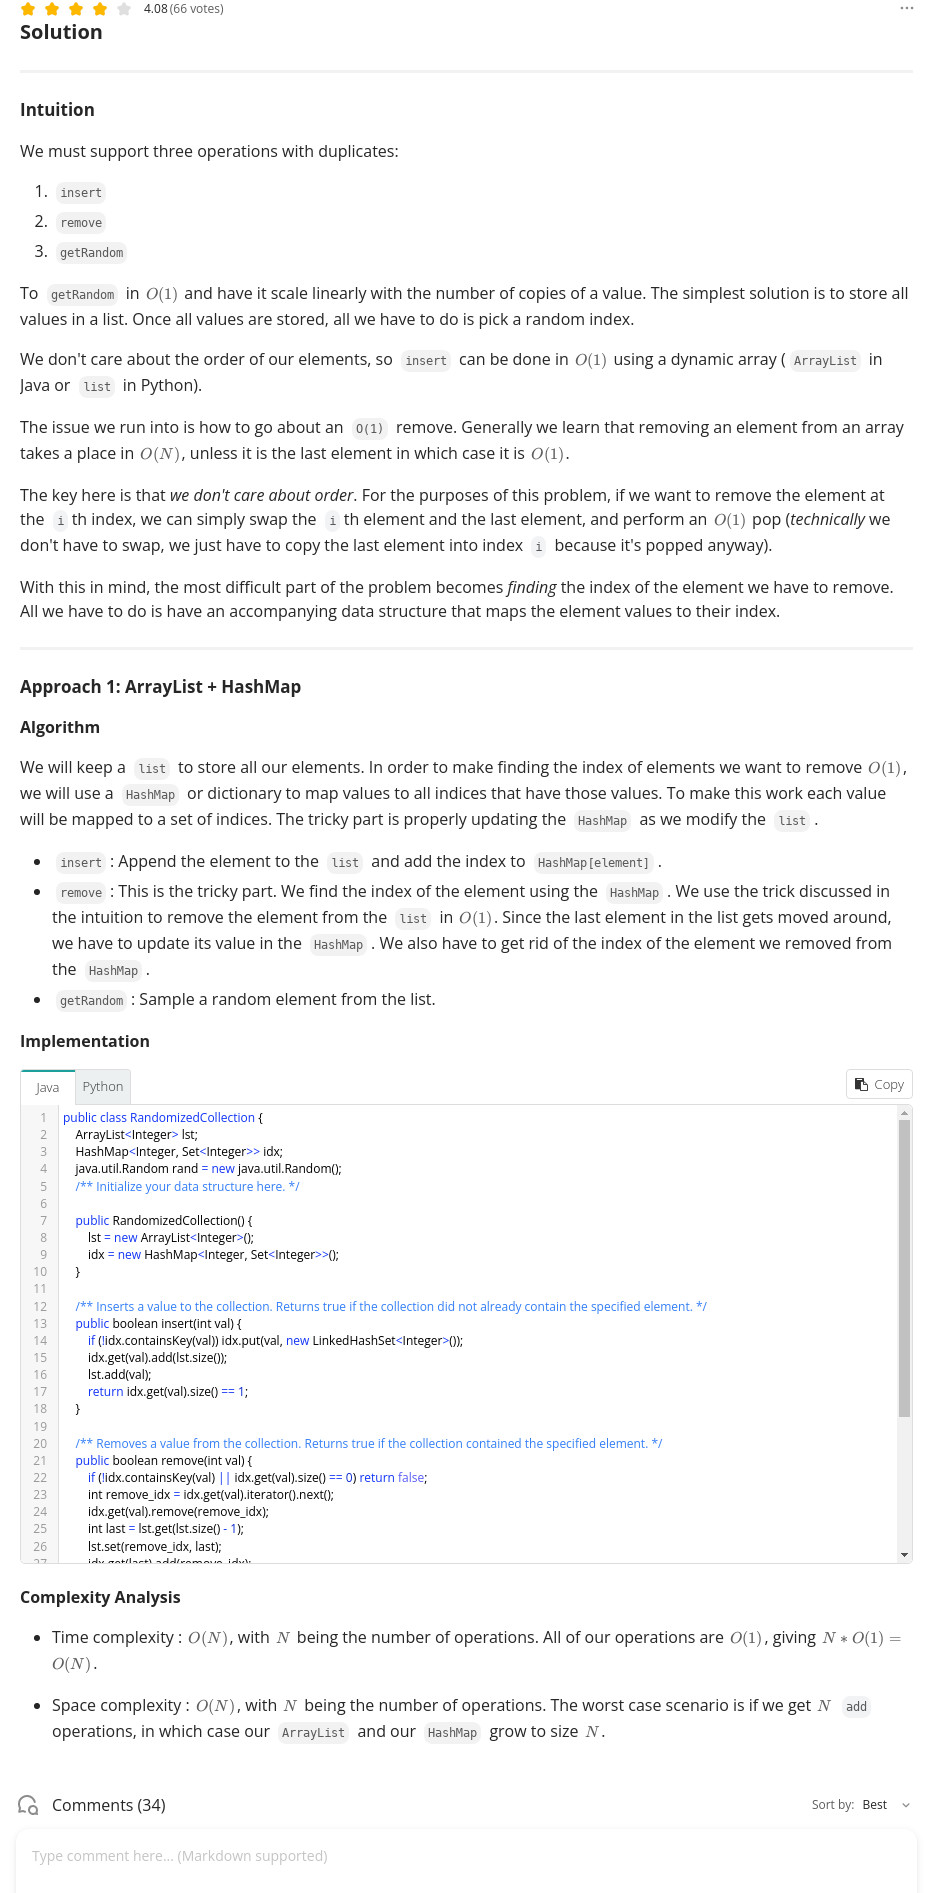 4.08 (66 votes)
Solution
Intuition
We must support three operations with duplicates:
1. insert
2. remove
3. getRandom
To getRandom in O(1) and have it scale linearly with the number of copies of a value. The simplest solution is to store all
values in a list. Once all values are stored, all we have to do is pick a random index.
We don't care about the order of our elements, so insert can be done in O(1) using a dynamic array ( ArrayList in
Java or list in Python).
The issue we run into is how to go about an O(1) remove. Generally we learn that removing an element from an array
takes a place in O(N), unless it is the last element in which case it is O(1).
The key here is that we don't care about order. For the purposes of this problem, if we want to remove the element at
the i th index, we can simply swap the i th element and the last element, and perform an O(1) pop (technically we
don't have to swap, we just have to copy the last element into index i because it's popped anyway).
With this in mind, the most difficult part of the problem becomes finding the index of the element we have to remove.
All we have to do is have an accompanying data structure that maps the element values to their index.
Approach 1: ArrayList + HashMap
Algorithm
We will keep a list to store all our elements. In order to make finding the index of elements we want to remove O(1),
we will use a HashMap or dictionary to map values to all indices that have those values. To make this work each value
will be mapped to a set of indices. The tricky part is properly updating the HashMap as we modify the list .
• insert : Append the element to the list and add the index to HashMap[element] .
• remove : This is the tricky part. We find the index of the element using the HashMap . We use the trick discussed in
the intuition to remove the element from the list in O(1). Since the last element in the list gets moved around,
we have to update its value in the HashMap . We also have to get rid of the index of the element we removed from
the HashMap .
• getRandom : Sample a random element from the list.
Implementation
Java Python Copy
1 public class RandomizedCollection {
2 ArrayList<Integer> lst;
3 HashMap<Integer, Set<Integer>> idx;
4 java.util.Random rand = new java.util.Random();
5 /** Initialize your data structure here. */
6
7 public RandomizedCollection() {
8 lst = new ArrayList<Integer>();
9 idx = new HashMap<Integer, Set<Integer>>();
10 }
11
12 /** Inserts a value to the collection. Returns true if the collection did not already contain the specified element. */
13 public boolean insert(int val) {
14 if (!idx.containsKey(val)) idx.put(val, new LinkedHashSet<Integer>());
15 idx.get(val).add(lst.size());
16 lst.add(val);
17 return idx.get(val).size() == 1;
18 }
19
20 /** Removes a value from the collection. Returns true if the collection contained the specified element. */
21 public boolean remove(int val) {
22 if (!idx.containsKey(val) || idx.get(val).size() == 0) return false;
23 int remove_idx = idx.get(val).iterator().next();
24 idx.get(val).remove(remove_idx);
25 int last = lst.get(lst.size() - 1);
26 lst.set(remove_idx, last);
27 idx.get(last).add(remove_idx);
Complexity Analysis
• Time complexity : O(N), with N being the number of operations. All of our operations are O(1), giving N ∗ O(1) =
O(N).
• Space complexity : O(N), with N being the number of operations. The worst case scenario is if we get N add
operations, in which case our ArrayList and our HashMap grow to size N.
Comments (34) Sort by: Best
Type comment here... (Markdown supported)